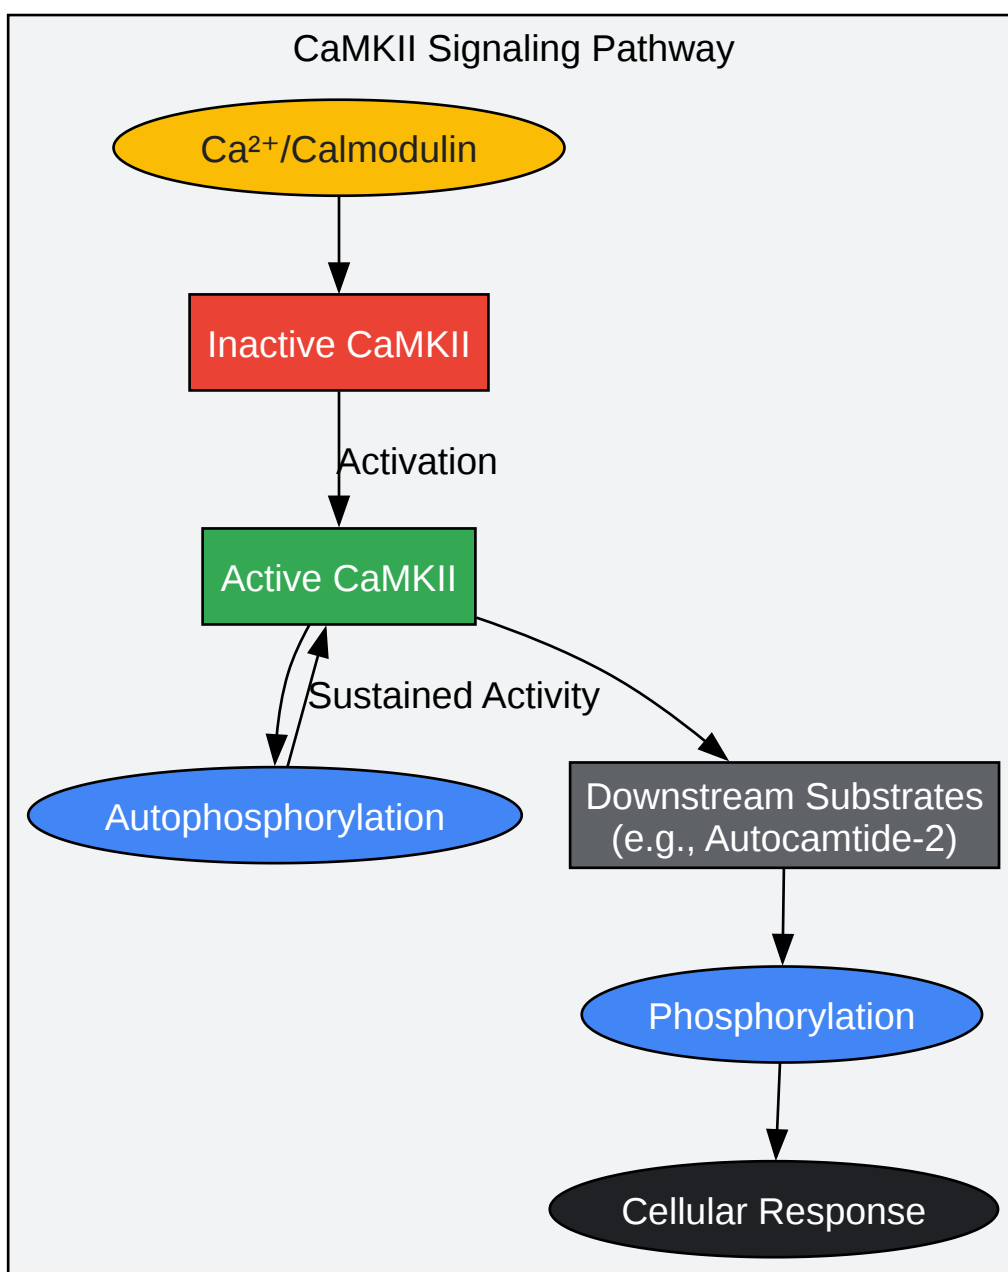 CaMKII Signaling Pathway
Ca²⁺/Calmodulin
Inactive CaMKII
Activation
Active CaMKII
Sustained Activity
Autophosphorylation
Downstream Substrates
(e.g., Autocamtide-2)
Phosphorylation
Cellular Response